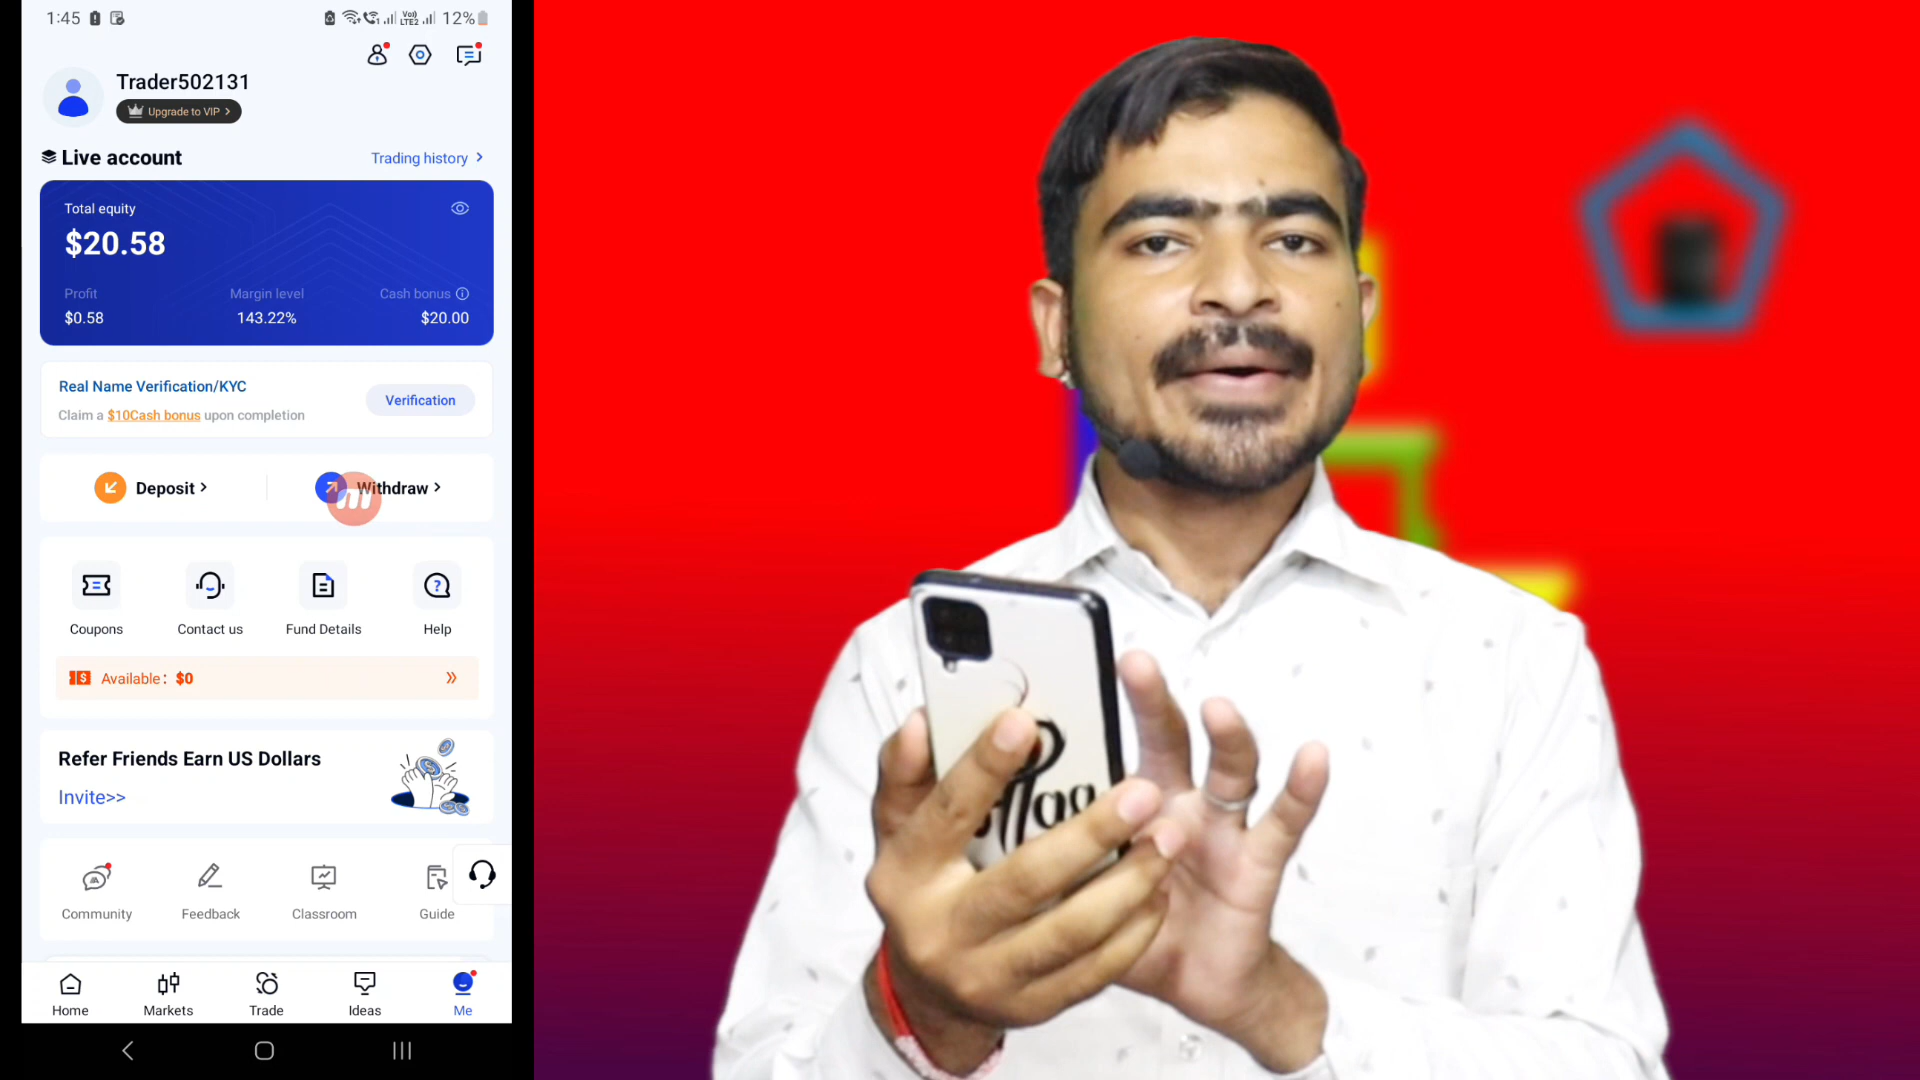 1:45
Vo))
LTE2
12%
Trader502131
Upgrade to VIP >
Live account
Trading history >
Total equity
$20.58
Profit
Margin level
Cash bonus
$0.58
143.22%
$20.00
Real Name Verification/KYC
Claim a $10Cash bonus upon completion
Verification
Deposit >
Withdraw >
Coupons
Contact us
Fund Details
Help
Available: $0
Refer Friends Earn US Dollars
Invite>>
Community
Feedback
Classroom
Guide
Home
Markets
Trade
Ideas
Me